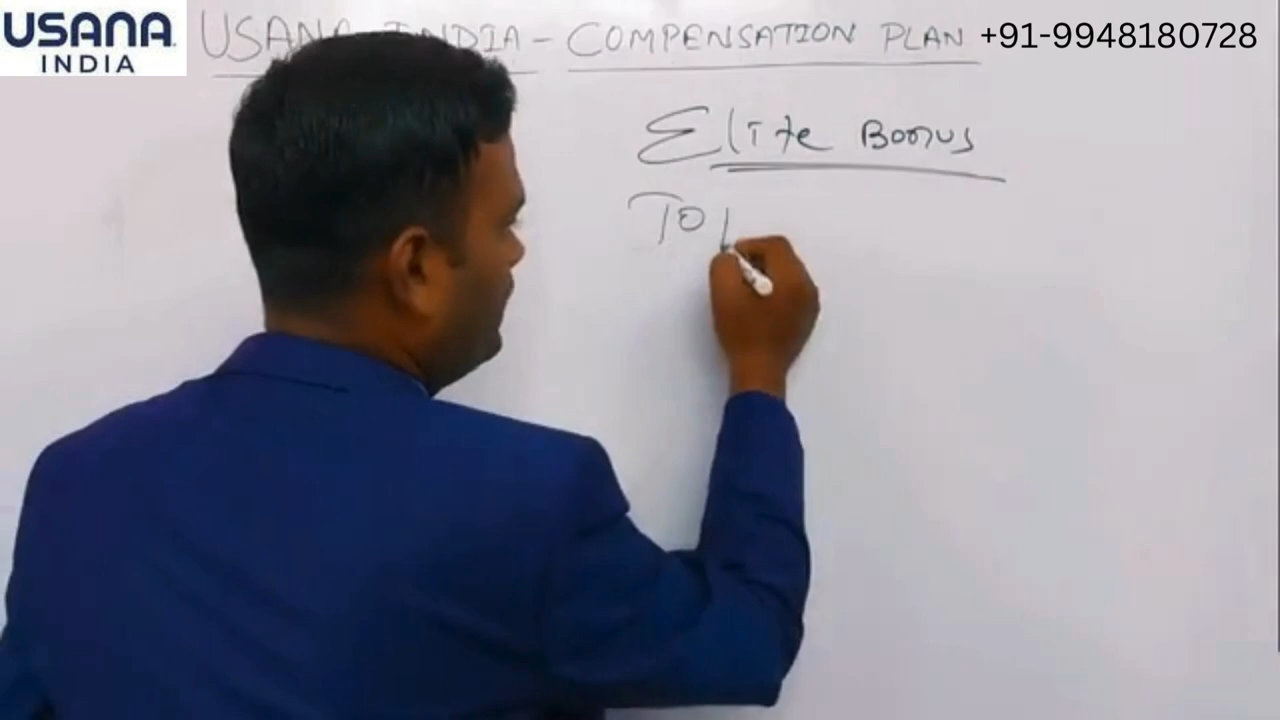 USANA
INDIA
USANA INDIA - COMPENSATION PLAN
+91-9948180728
Elite Bonus
TO